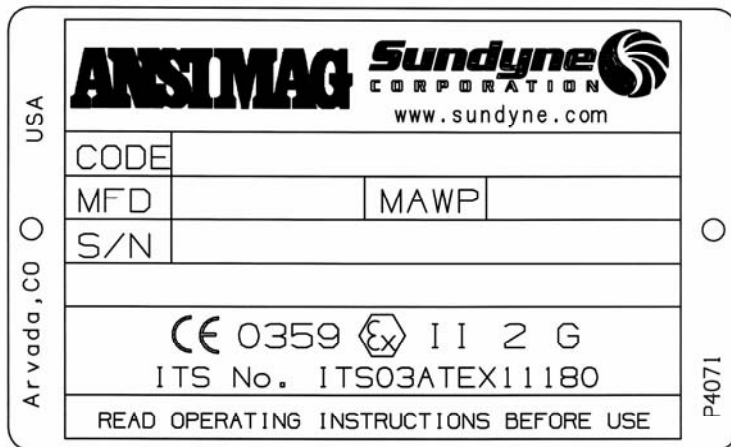 ANSIMAG Sundyne
CORPORATION
www.sundyne.com
CODE
MFD MAWP
S/N
CE 0359 Ex II 2 G
ITS No. ITS03ATEX11180
READ OPERATING INSTRUCTIONS BEFORE USE
Arvada,CO USA
P4071